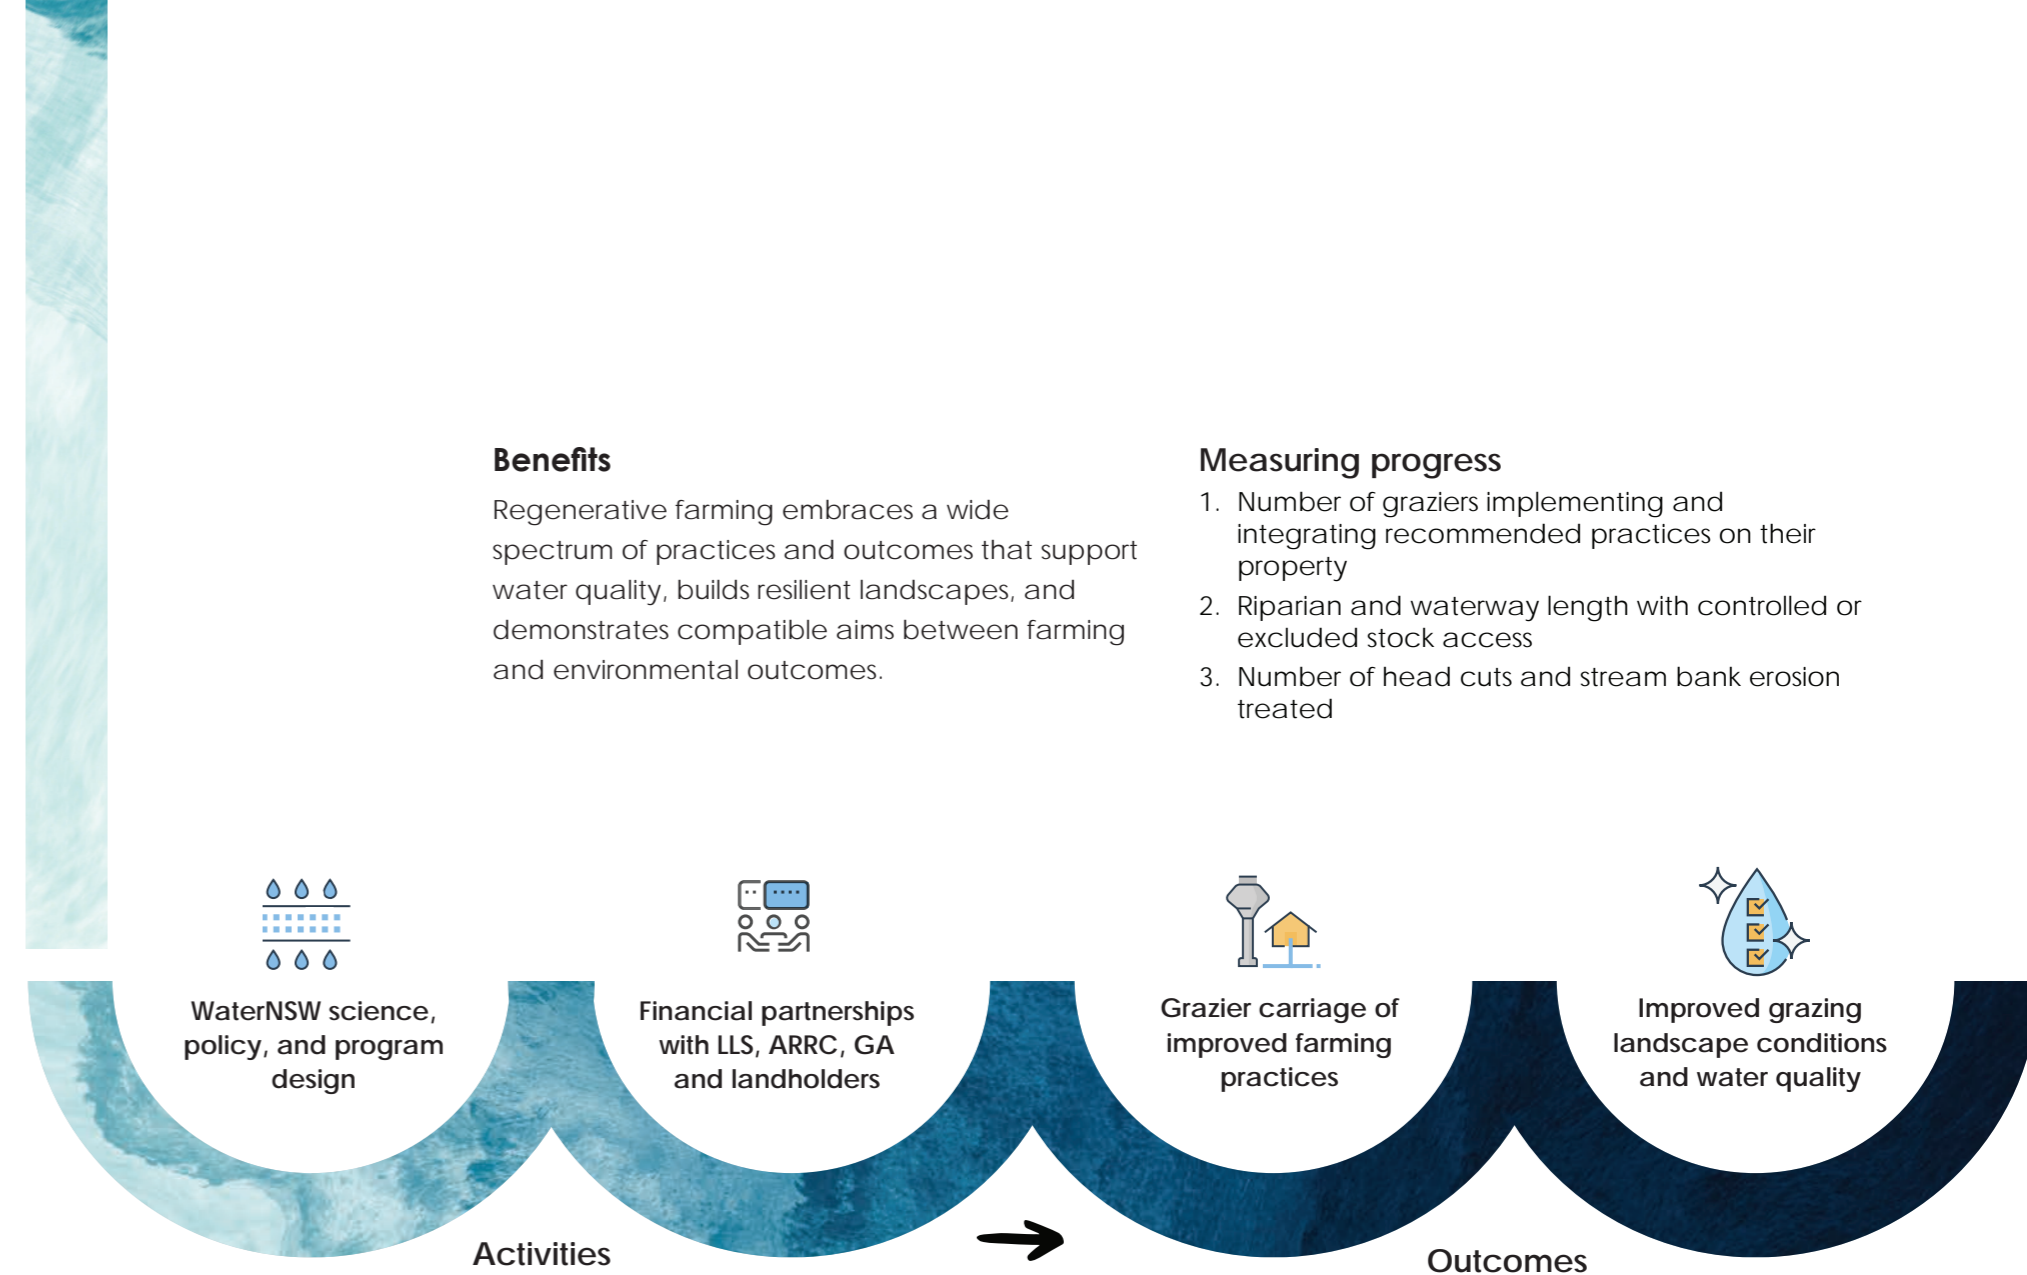 Benefits
Regenerative farming embraces a wide
spectrum of practices and outcomes that support
water quality, builds resilient landscapes, and
demonstrates compatible aims between farming
and environmental outcomes.
Measuring progress
1. Number of graziers implementing and
integrating recommended practices on their
property
2. Riparian and waterway length with controlled or
excluded stock access
3. Number of head cuts and stream bank erosion
treated
WaterNSW science,
policy, and program
design
Financial partnerships
with LLS, ARRC, GA
and landholders
Grazier carriage of
improved farming
practices
Improved grazing
landscape conditions
and water quality
Activities
Outcomes